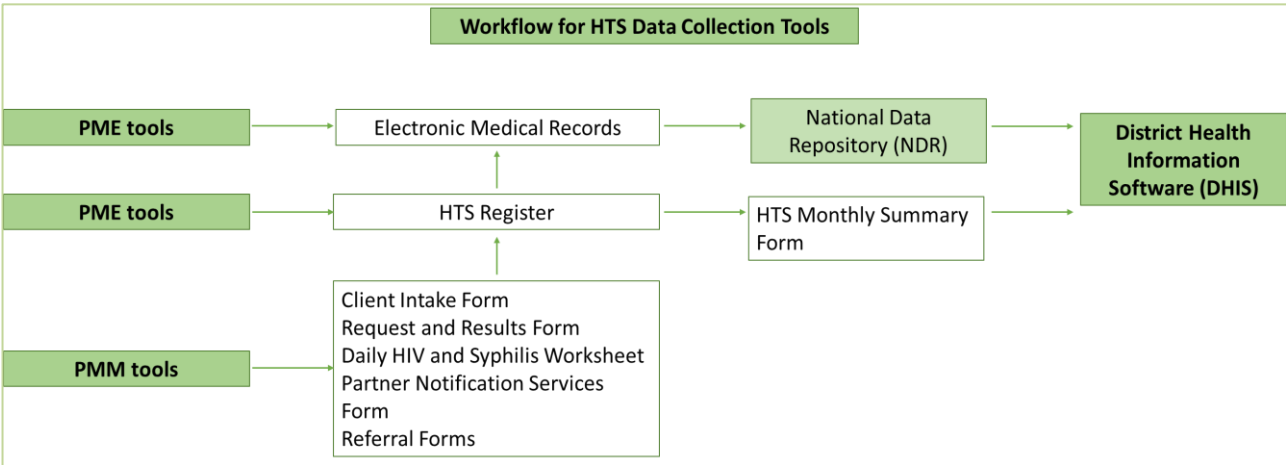 Workflow for HTS Data Collection Tools
PME tools
Electronic Medical Records
National Data
Repository (NDR)
District Health
Information
Software (DHIS)
PME tools
HTS Register
HTS Monthly Summary
Form
PMM tools
Client Intake Form
Request and Results Form
Daily HIV and Syphilis Worksheet
Partner Notification Services
Form
Referral Forms